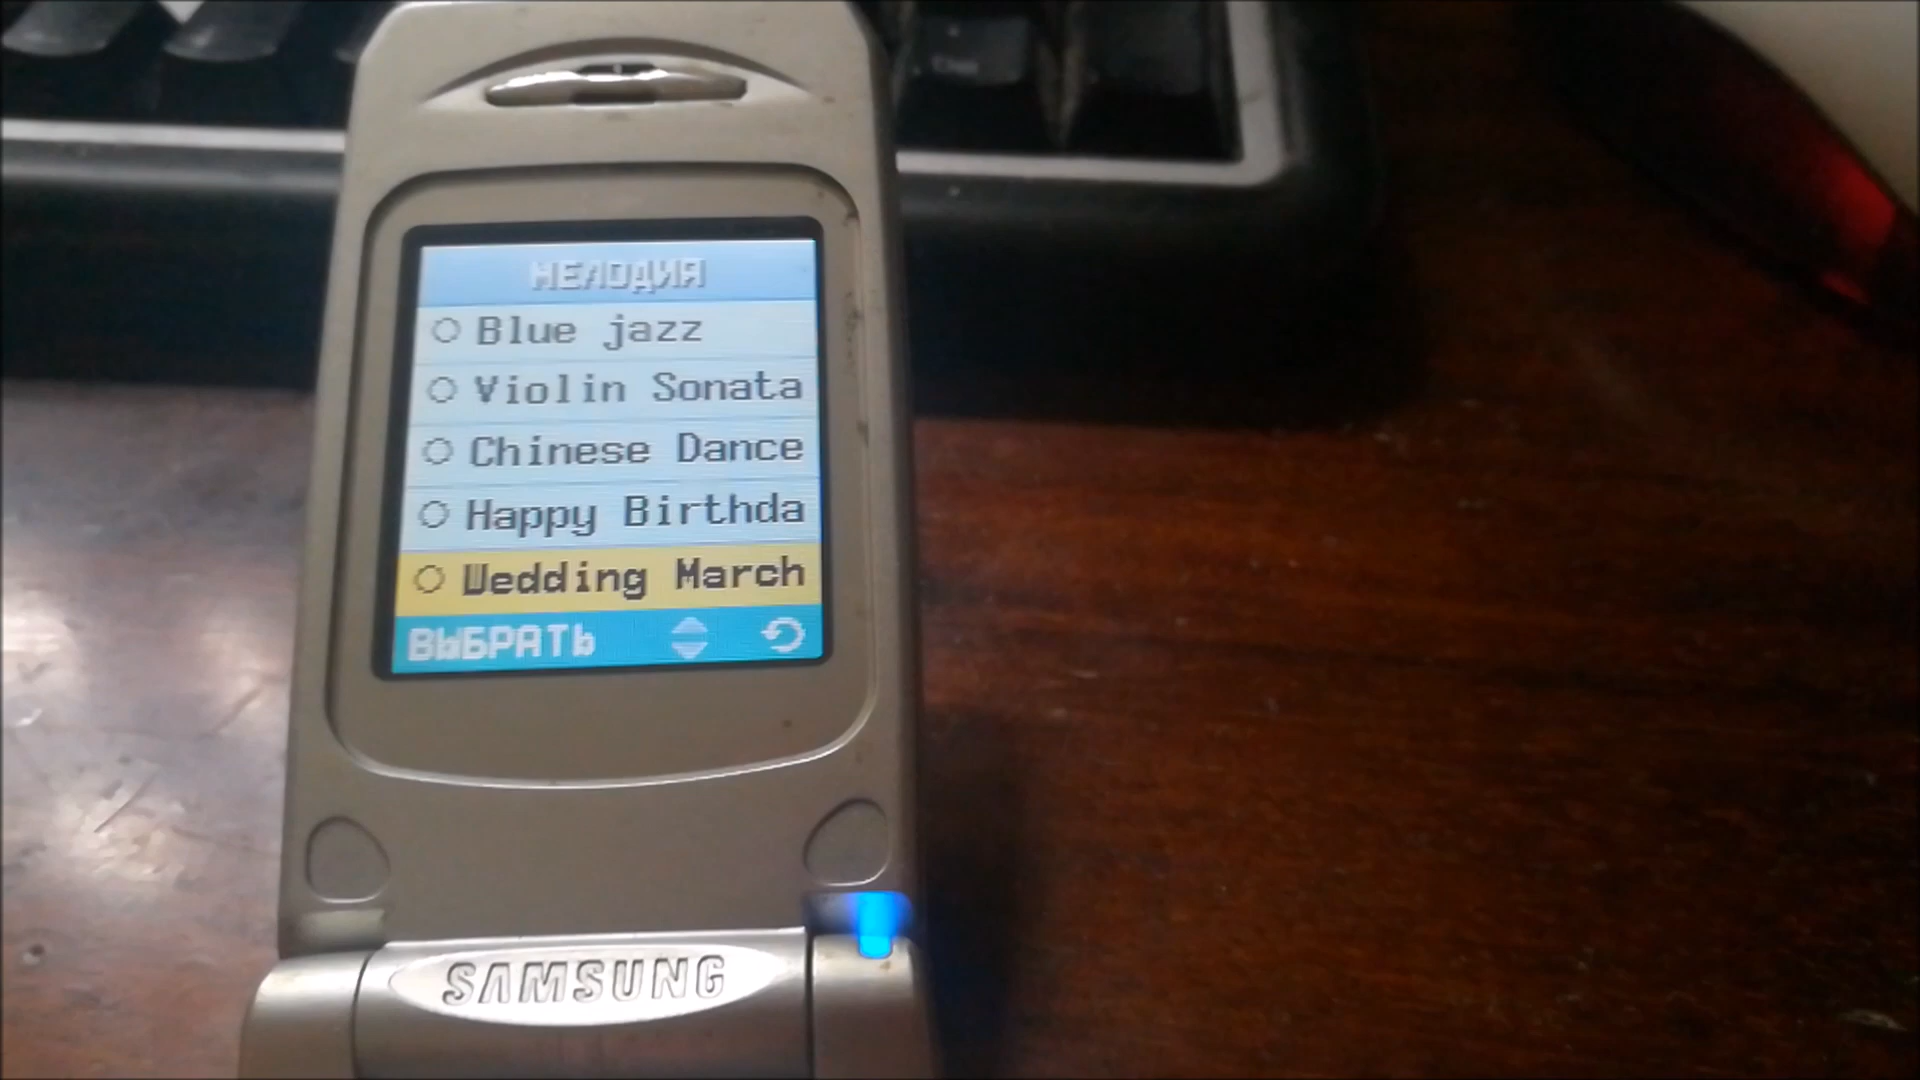 МЕЛОДИЯ
Blue jazz
Violin Sonata
Chinese Dance
Happy Birthda
Wedding March
ВЫБРАТЬ
SAMSUNG